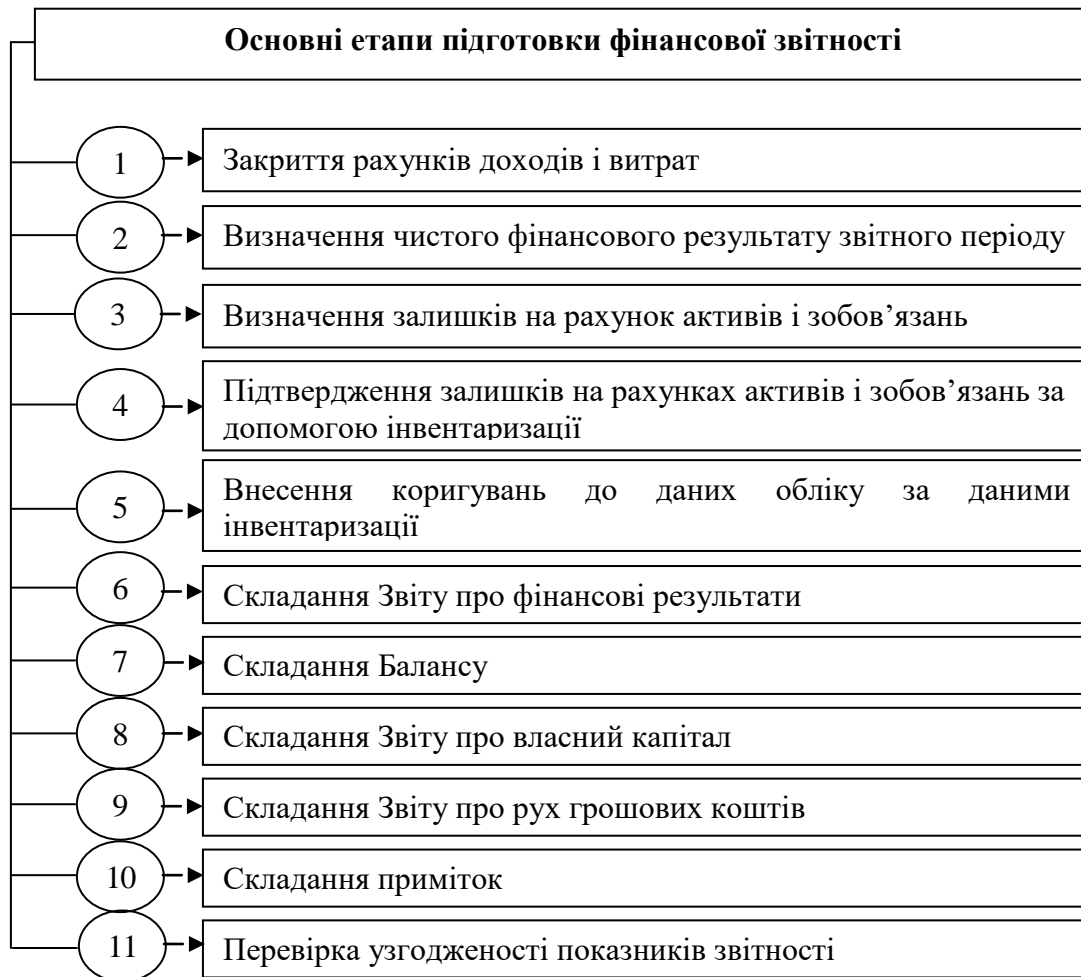 Основні етапи підготовки фінансової звітності
1
Закриття рахунків доходів і витрат
2
Визначення чистого фінансового результату звітного періоду
3
Визначення залишків на рахунок активів і зобов’язань
4
Підтвердження залишків на рахунках активів і зобов’язань за
допомогою інвентаризації
5
Внесення коригувань до даних обліку за даними
інвентаризації
6
Складання Звіту про фінансові результати
7
Складання Балансу
8
Складання Звіту про власний капітал
9
Складання Звіту про рух грошових коштів
10
Складання приміток
11
Перевірка узгодженості показників звітності